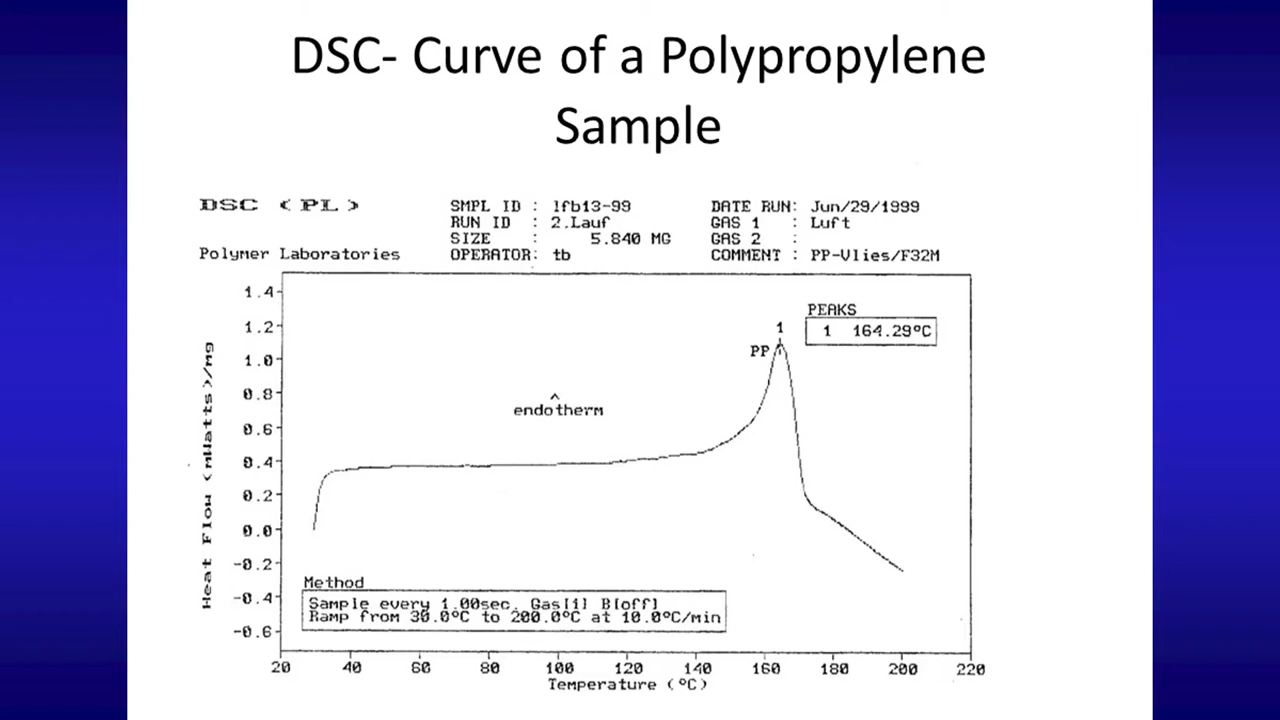 DSC- Curve of a Polypropylene
Sample
DSC (PL)
SMPL ID : lfb13-99
DATE RUN: Jun/29/1999
RUN ID : 2.Lauf
GAS 1 : Luft
SIZE : 5.840 MG
GAS 2 :
Polymer Laboratories
OPERATOR: tb
COMMENT : PP-Vlies/F32M
Heat Flow (mWatts)/mg
1.4
1.2
1.0
0.8
0.6
0.4
0.2
0.0
-0.2
-0.4
-0.6
PEAKS
1 164.29°C
1
PP
^
endotherm
Method
Sample every 1.00sec, Gas[1] B[off]
Ramp from 30.0°C to 200.0°C at 10.0°C/min
20 40 60 80 100 120 140 160 180 200 220
Temperature (°C)